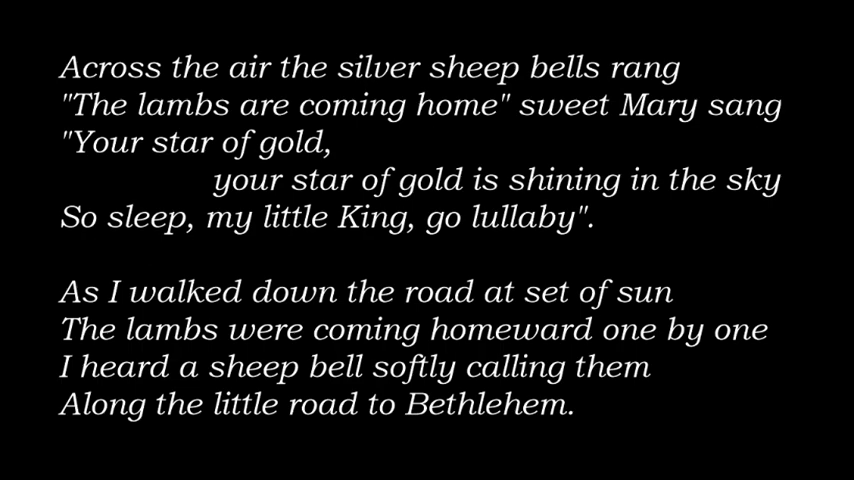 Across the air the silver sheep bells rang
"The lambs are coming home" sweet Mary sang
"Your star of gold,
your star of gold is shining in the sky
So sleep, my little King, go lullaby".
As I walked down the road at set of sun
The lambs were coming homeward one by one
I heard a sheep bell softly calling them
Along the little road to Bethlehem.